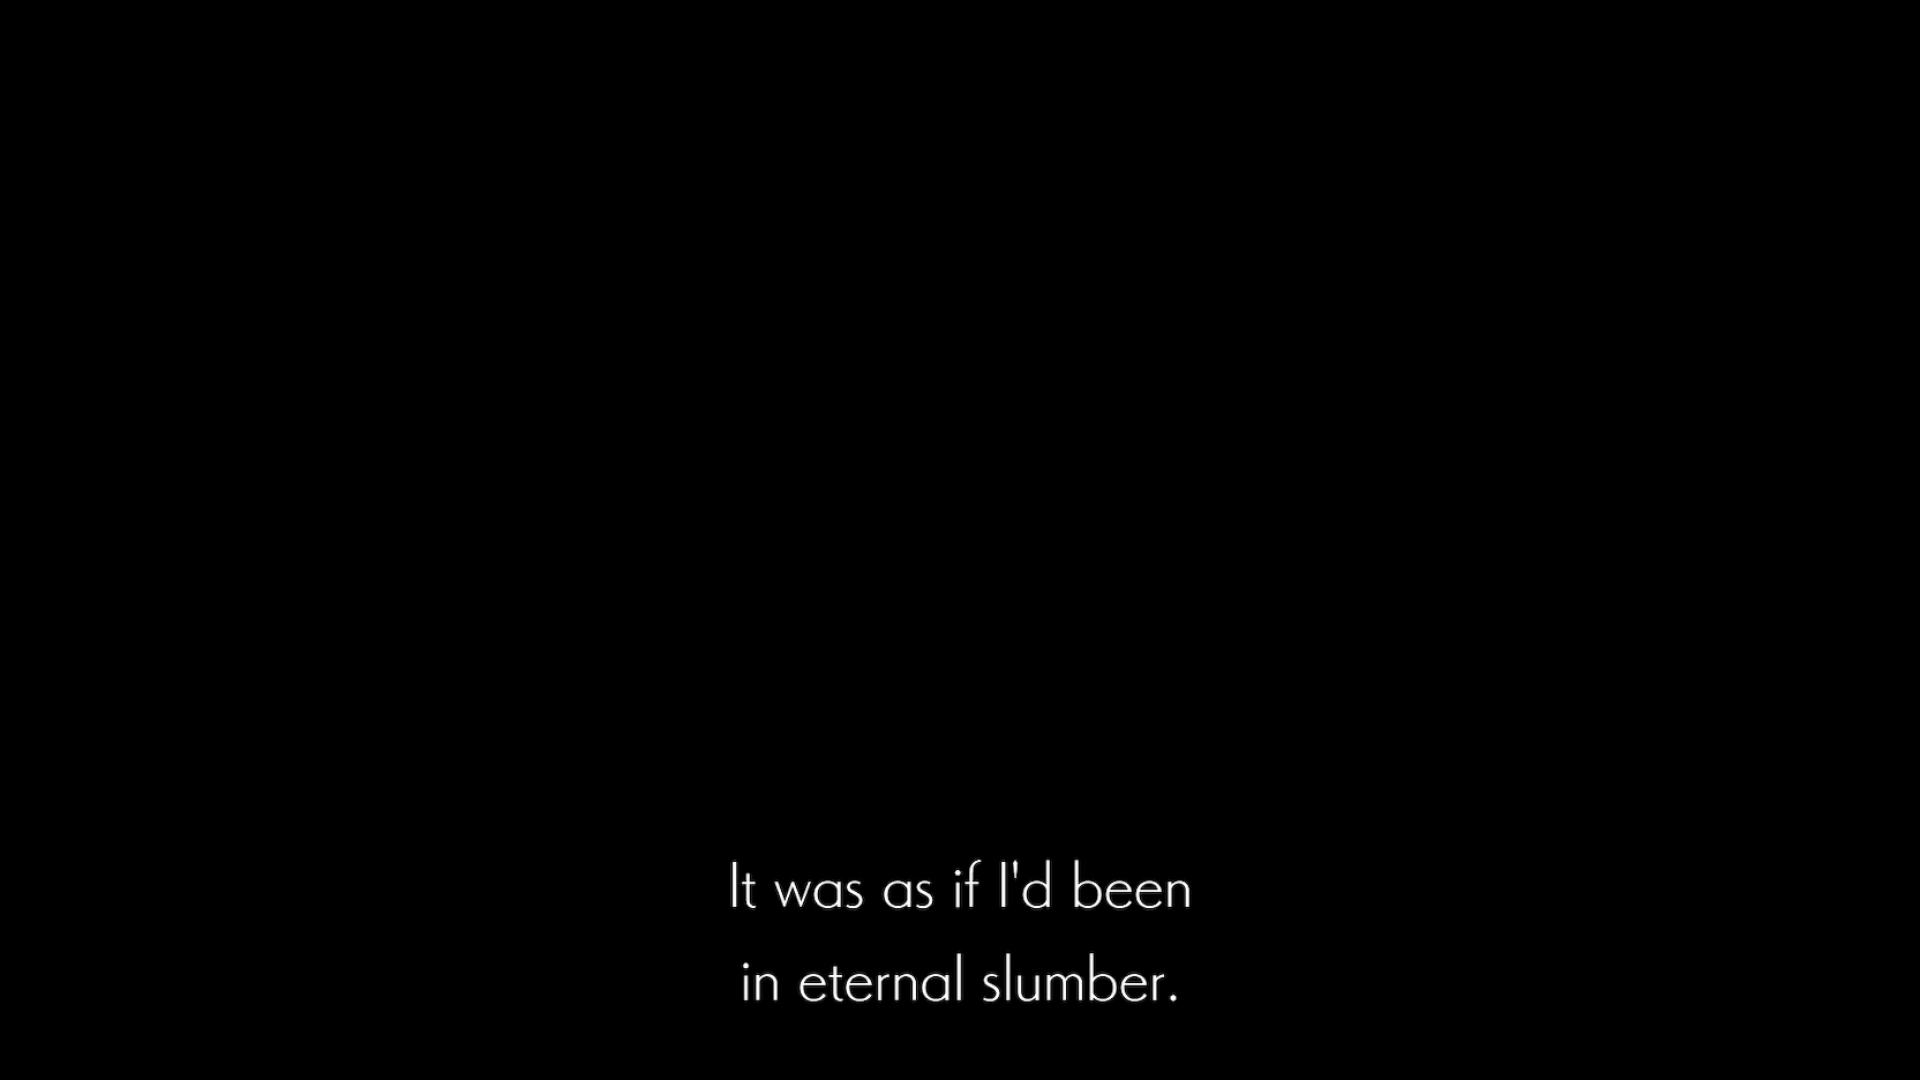 It was as if I'd been
in eternal slumber.